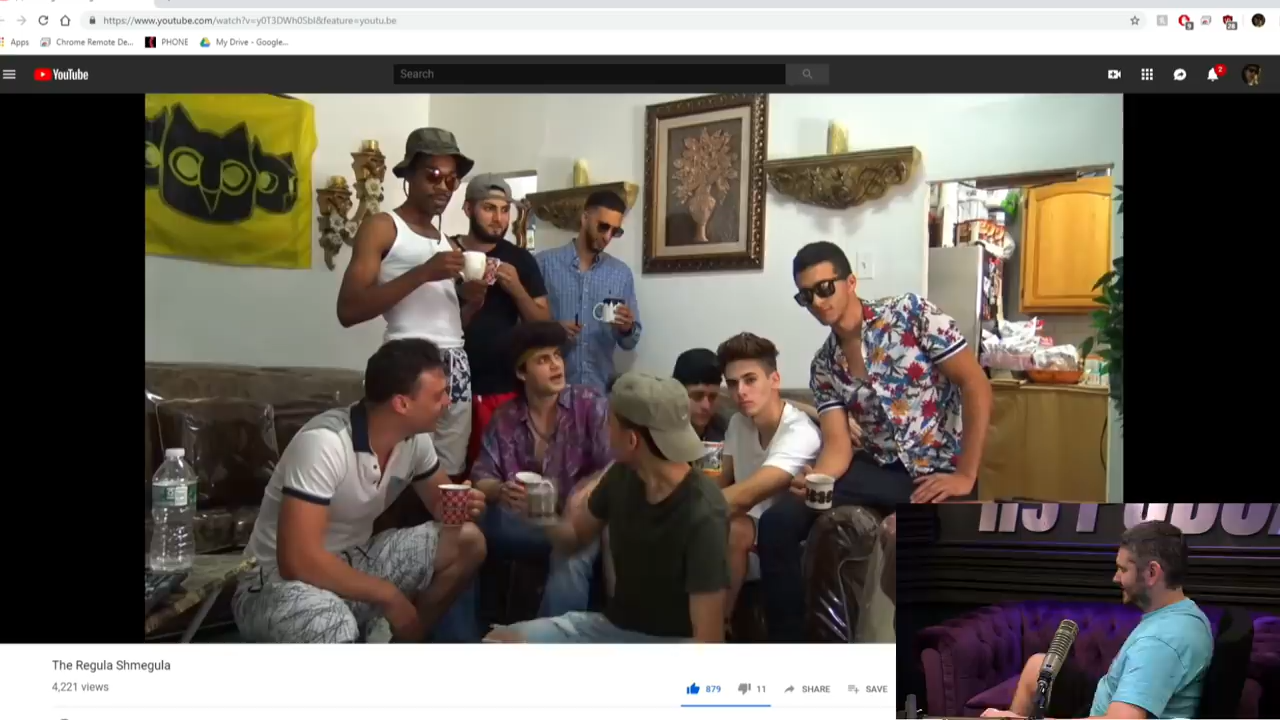 https://www.youtube.com/watch?v=y0T3DWh0SbI&feature=youtu.be
Apps
Chrome Remote De...
PHONE
My Drive - Google...
YouTube
Search
2
The Regula Shmegula
4,221 views
879
11
SHARE
SAVE